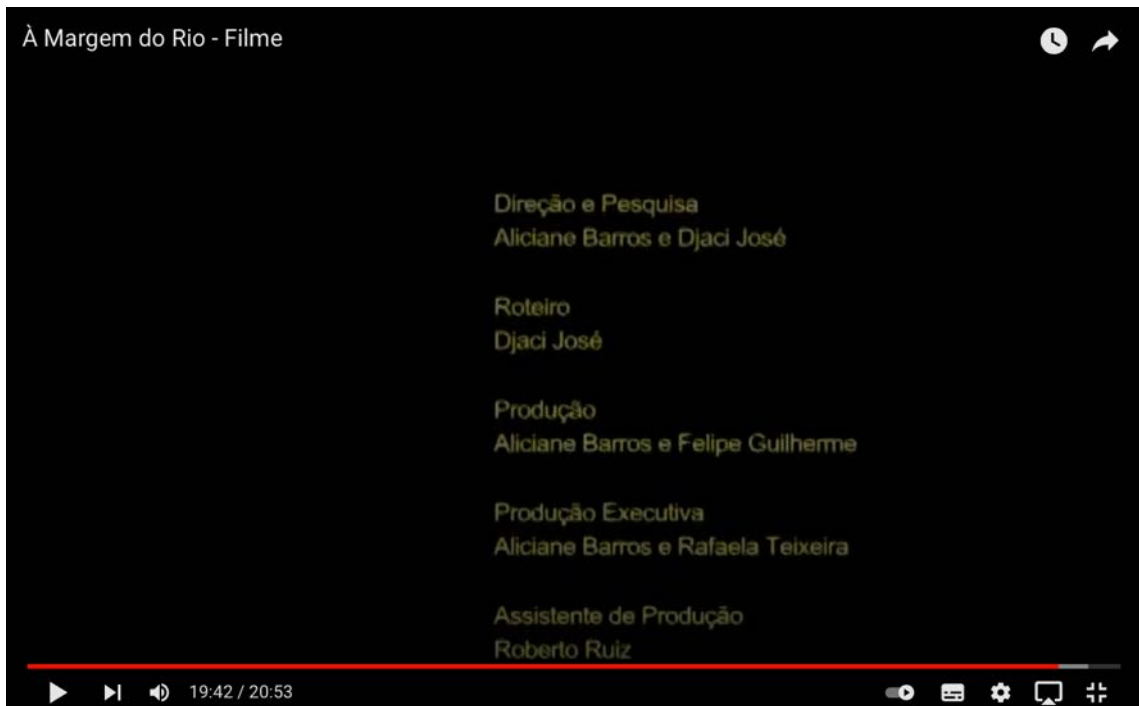 À Margem do Rio - Filme
Direção e Pesquisa
Aliciane Barros e Djaci José
Roteiro
Djaci José
Produção
Aliciane Barros e Felipe Guilherme
Produção Executiva
Aliciane Barros e Rafaela Teixeira
Assistente de Produção
Roberto Ruiz
19:42 / 20:53